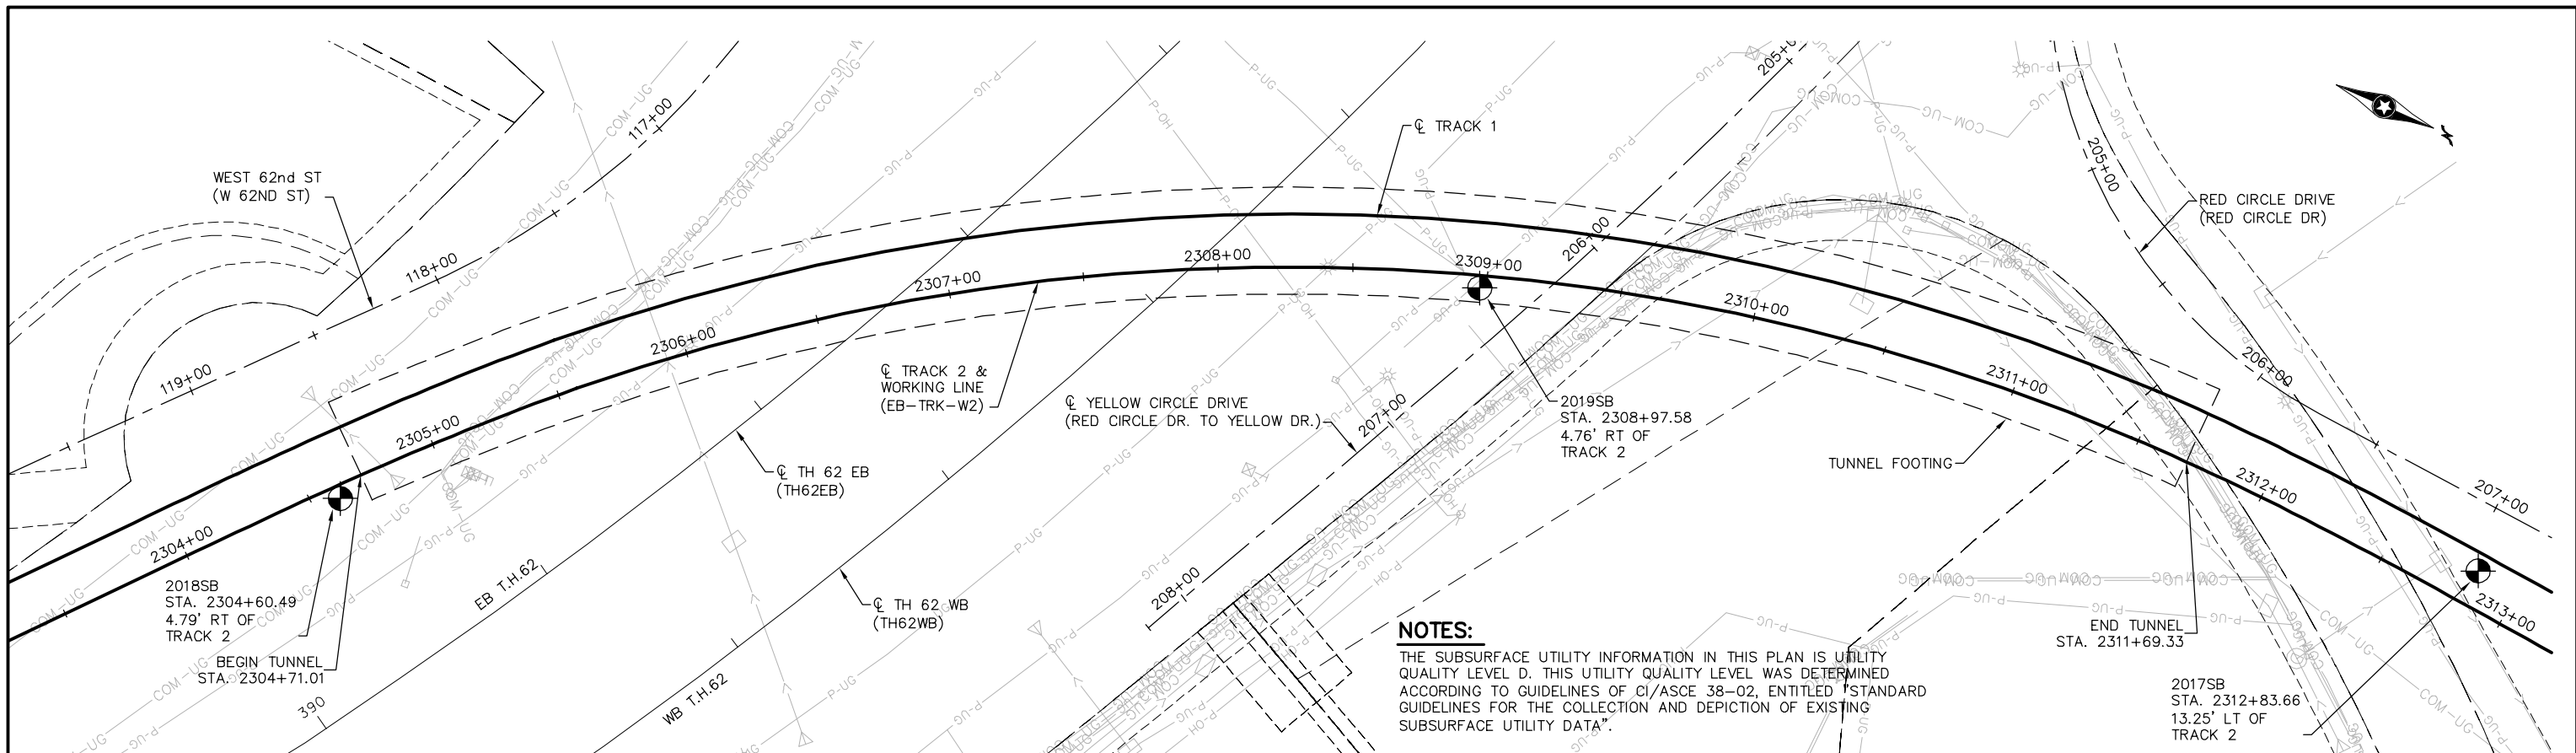 WEST 62nd ST
(W 62ND ST)
117+00
118+00
119+00
205+0
℄ TRACK 1
205+00
RED CIRCLE DRIVE
(RED CIRCLE DR)
206+00
206+00
207+00
2304+00
2305+00
2306+00
2307+00
2308+00
2309+00
2310+00
2311+00
2312+00
2313+00
℄ TRACK 2 &
WORKING LINE
(EB-TRK-W2)
℄ YELLOW CIRCLE DRIVE
(RED CIRCLE DR. TO YELLOW DR.)
207+00
208+00
2019SB
STA. 2308+97.58
4.76' RT OF
TRACK 2
TUNNEL FOOTING
℄ TH 62 EB
(TH62EB)
℄ TH 62 WB
(TH62WB)
EB T.H.62
WB T.H.62
390
2018SB
STA. 2304+60.49
4.79' RT OF
TRACK 2
BEGIN TUNNEL
STA. 2304+71.01
END TUNNEL
STA. 2311+69.33
2017SB
STA. 2312+83.66
13.25' LT OF
TRACK 2
COM-UG
P-UG
P-OH
NOTES:
THE SUBSURFACE UTILITY INFORMATION IN THIS PLAN IS UTILITY
QUALITY LEVEL D. THIS UTILITY QUALITY LEVEL WAS DETERMINED
ACCORDING TO GUIDELINES OF CI/ASCE 38-02, ENTITLED "STANDARD
GUIDELINES FOR THE COLLECTION AND DEPICTION OF EXISTING
SUBSURFACE UTILITY DATA".